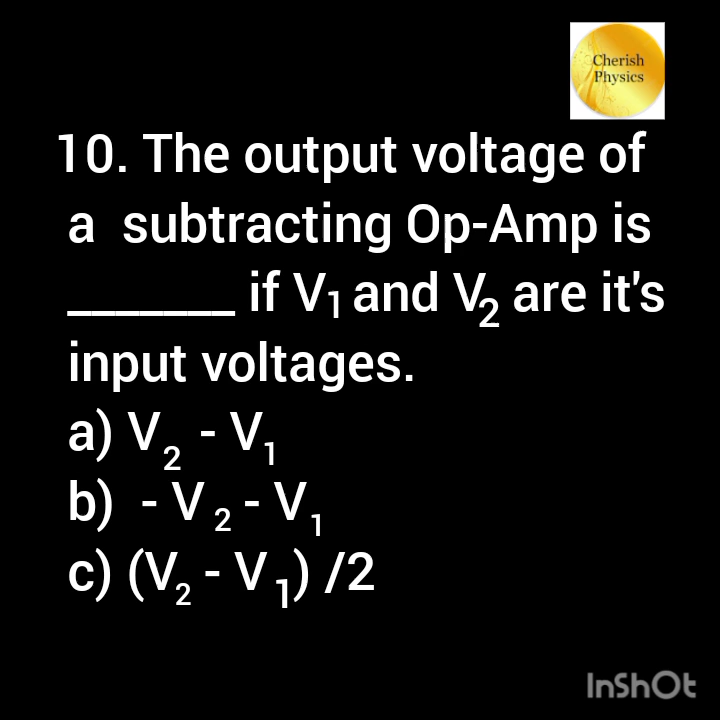 Cherish
Physics
10. The output voltage of
a subtracting Op-Amp is
_______ if V₁ and V₂ are it's
input voltages.
a) V₂ - V₁
b) - V₂ - V₁
c) (V₂ - V₁) /2
InShOt